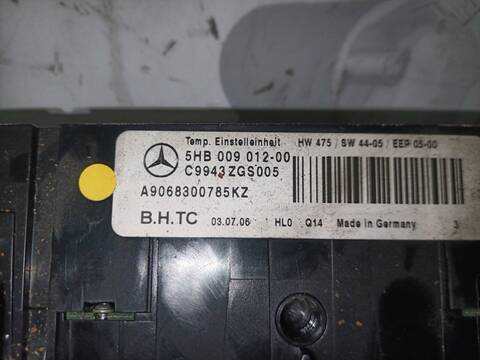 Temp. Einstelleinheit HW 475 / SW 44-05 / EEP 05-00
5HB 009 012-00
C9943ZGS005
A9068300785KZ
B.H.TC 03.07.06 HL0 Q14 Made in Germany 3